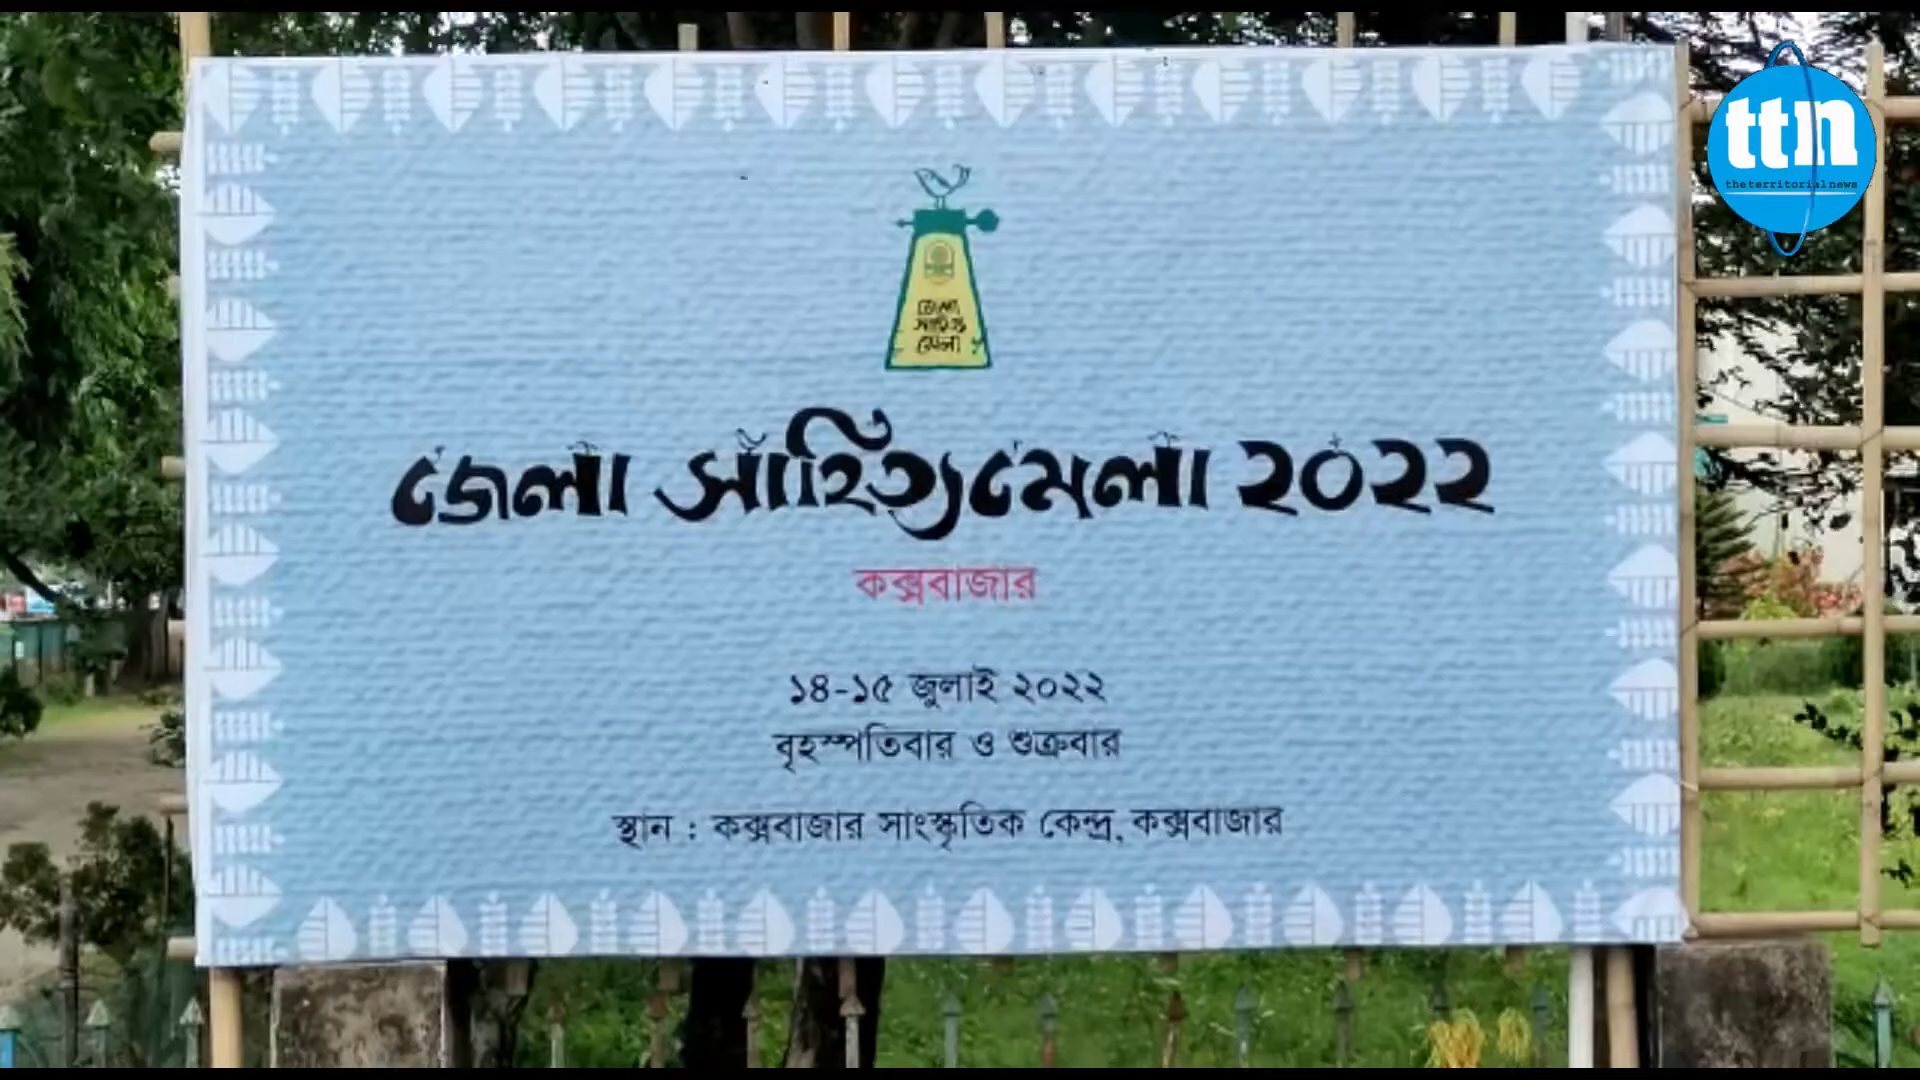 ttn
theterritorialnews
জেলা
সাহিত্য
মেলা
জেলা সাহিত্যমেলা ২০২২
কক্সবাজার
১৪-১৫ জুলাই ২০২২
বৃহস্পতিবার ও শুক্রবার
স্থান : কক্সবাজার সাংস্কৃতিক কেন্দ্র, কক্সবাজার